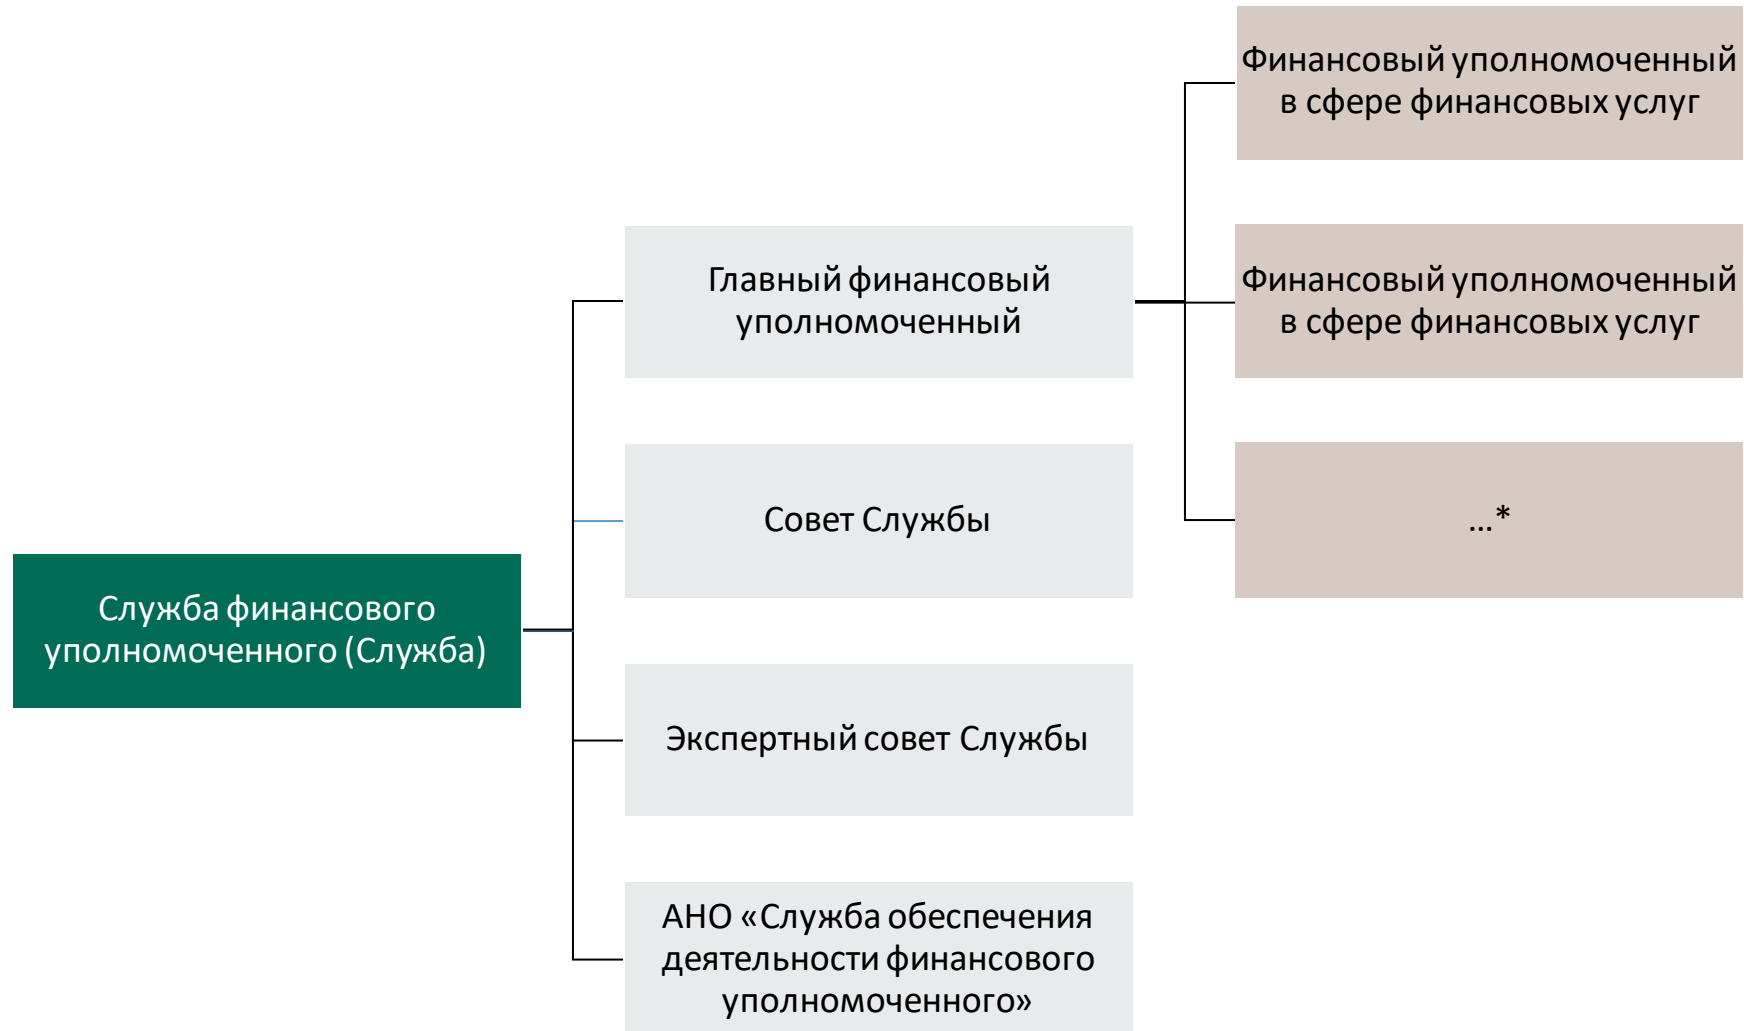 Служба финансового
уполномоченного (Служба)
Главный финансовый
уполномоченный
Совет Службы
Экспертный совет Службы
АНО «Служба обеспечения
деятельности финансового
уполномоченного»
Финансовый уполномоченный
в сфере финансовых услуг
Финансовый уполномоченный
в сфере финансовых услуг
...*